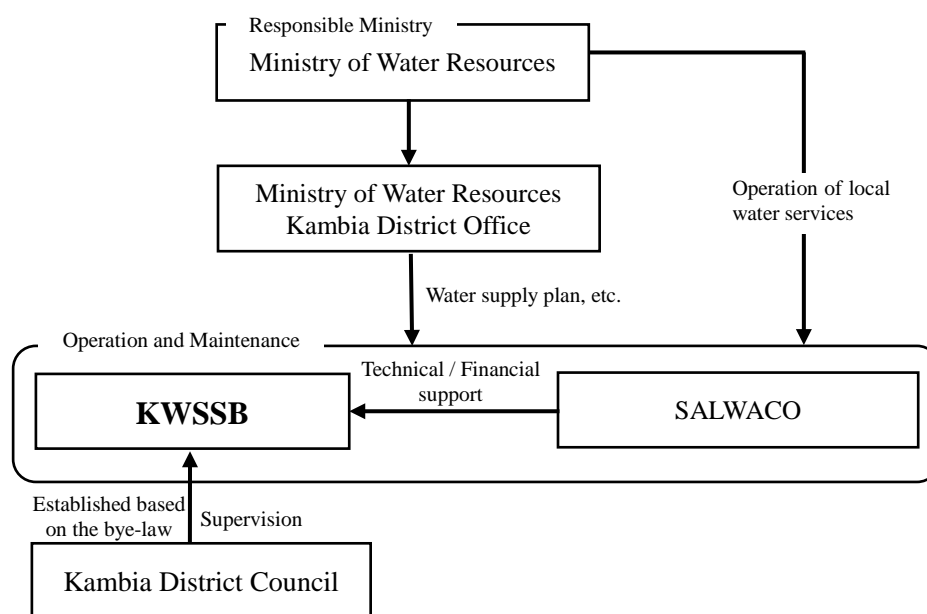 Responsible Ministry
Ministry of Water Resources
Ministry of Water Resources
Kambia District Office
Operation of local
water services
Water supply plan, etc.
Operation and Maintenance
Technical / Financial
support
KWSSB
SALWACO
Established based
on the bye-law
Supervision
Kambia District Council